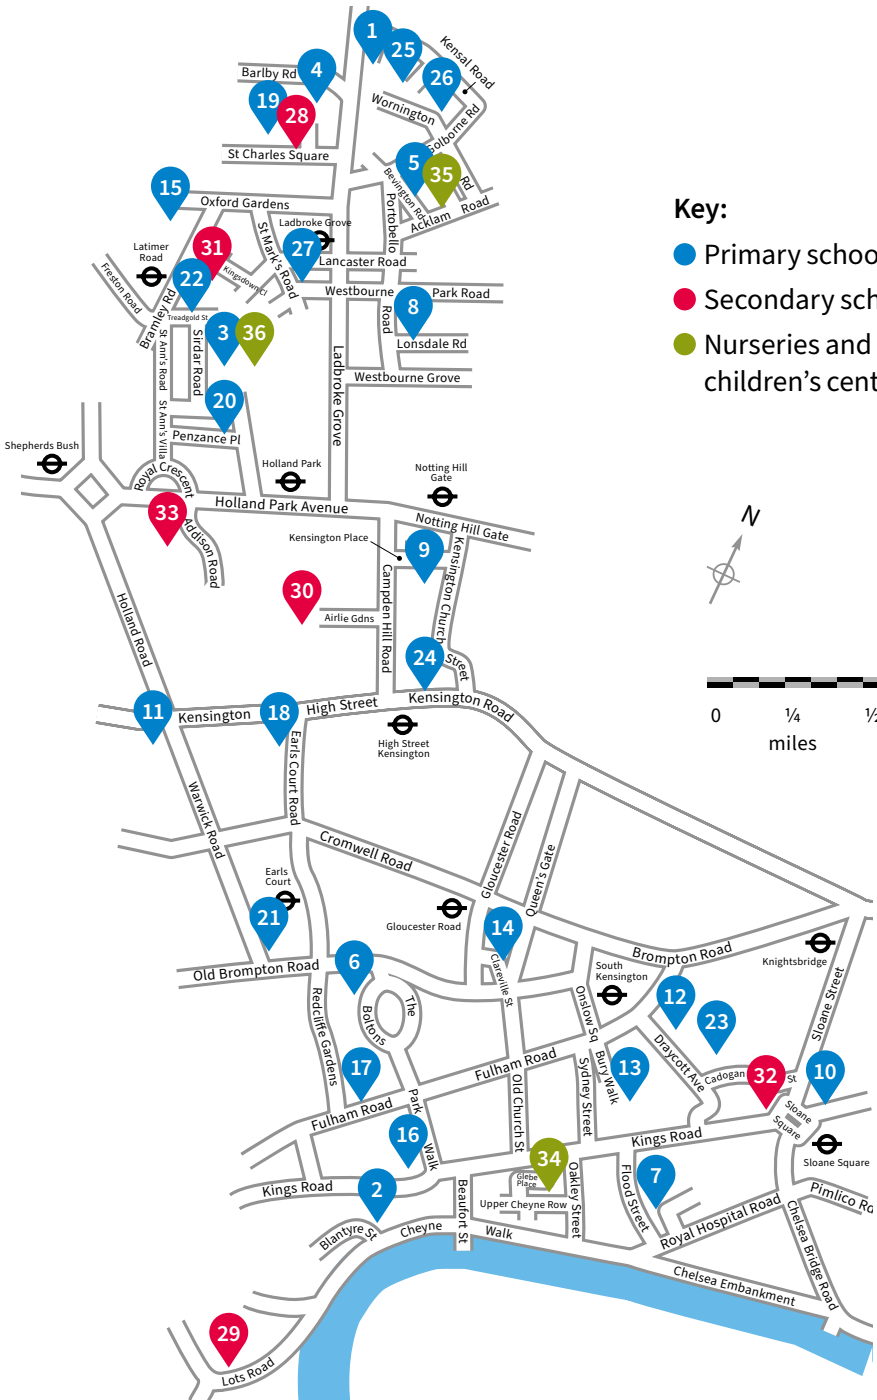 1
25
Kensal Road
Barlby Rd
4
26
19
28
Wornington
Golborne Rd
St Charles Square
5
35
Rd
15
Bevington Rd
Oxford Gardens
Portobello
Acklam Road
Ladbroke Grove
St Mark's Road
31
27
Latimer
Road
Lancaster Road
22
Kingsdown Cl
Freston Road
Westbourne
Park Road
Bramley Rd
Treadgold St
8
Road
3
36
Lonsdale Rd
St Ann's Road
Sirdar Road
Ladbroke Grove
Westbourne Grove
20
St Ann's Villa
Penzance Pl
Shepherds Bush
Royal Crescent
Holland Park
Notting Hill
Gate
Holland Park Avenue
33
Addison Road
Notting Hill Gate
Kensington Place
9
Kensington Church
Street
30
Campden Hill Road
Airlie Gdns
Holland Road
24
11
Kensington
18
High Street
Kensington Road
High Street
Kensington
Earls Court Road
Warwick Road
Cromwell Road
Gloucester Road
Queen's Gate
Earls
Court
21
Gloucester Road
14
Brompton Road
Knightsbridge
Old Brompton Road
6
Clareville St
South
Kensington
Sloane Street
12
23
The
Boltons
Redcliffe Gardens
Onslow Sq
Draycott Ave
17
Fulham Road
Bury Walk
13
Cadogan
32
St
10
Fulham Road
Park
Walk
Old Church St
Sydney Street
Sloane
Square
16
Kings Road
Sloane Square
34
Glebe
Place
Oakley Street
Flood Street
7
Kings Road
2
Beaufort St
Upper Cheyne Row
Royal Hospital Road
Pimlico Rd
Blantyre St
Cheyne
Walk
Chelsea Bridge Road
Chelsea Embankment
29
Lots Road
Key:
Primary schoo
Secondary sch
Nurseries and
children's cent
N
0
¼
½
miles